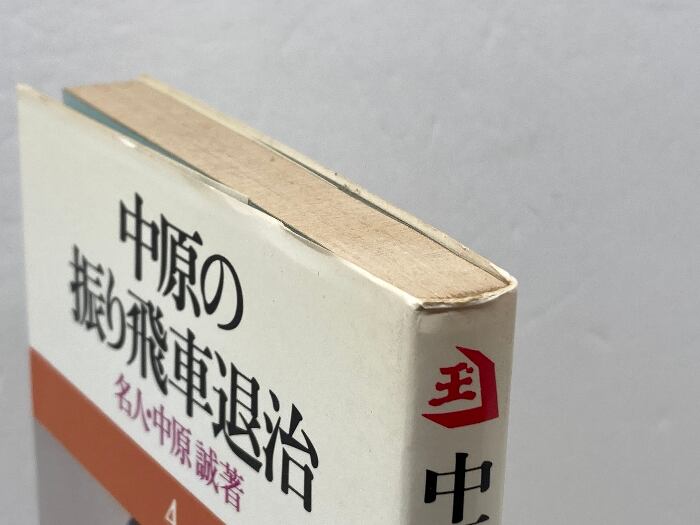 中原の
振り飛車退治
名人・中原誠著
王
中